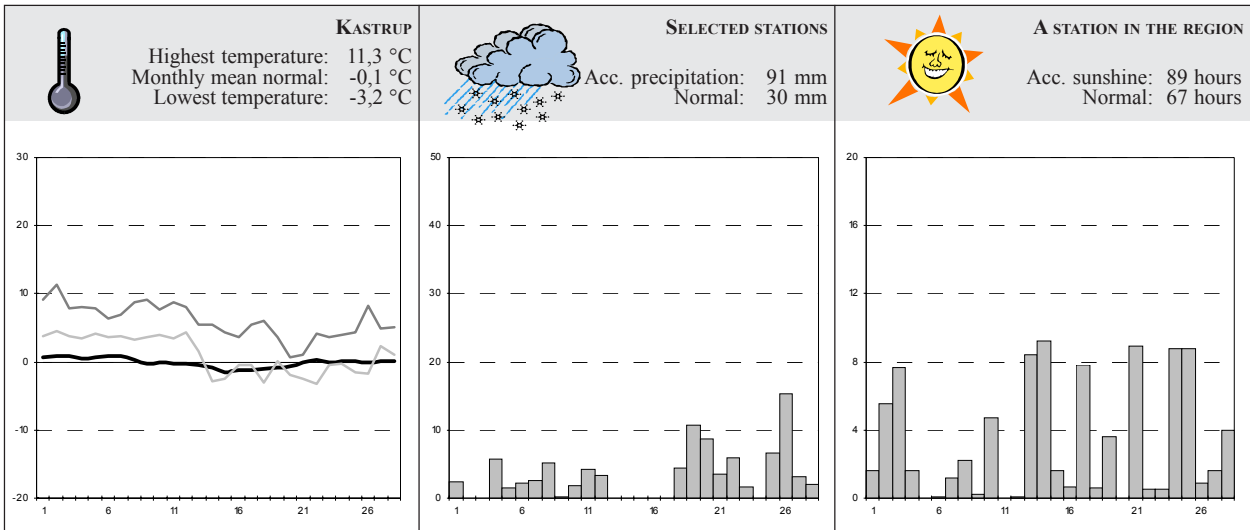 KASTRUP
Highest temperature: 11,3 °C
Monthly mean normal: -0,1 °C
Lowest temperature: -3,2 °C
SELECTED STATIONS
Acc. precipitation: 91 mm
Normal: 30 mm
A STATION IN THE REGION
Acc. sunshine: 89 hours
Normal: 67 hours
30
20
10
0
-10
-20
1 6 11 16 21 26
50
40
30
20
10
0
1 6 11 16 21 26
20
16
12
8
4
0
1 6 11 16 21 26